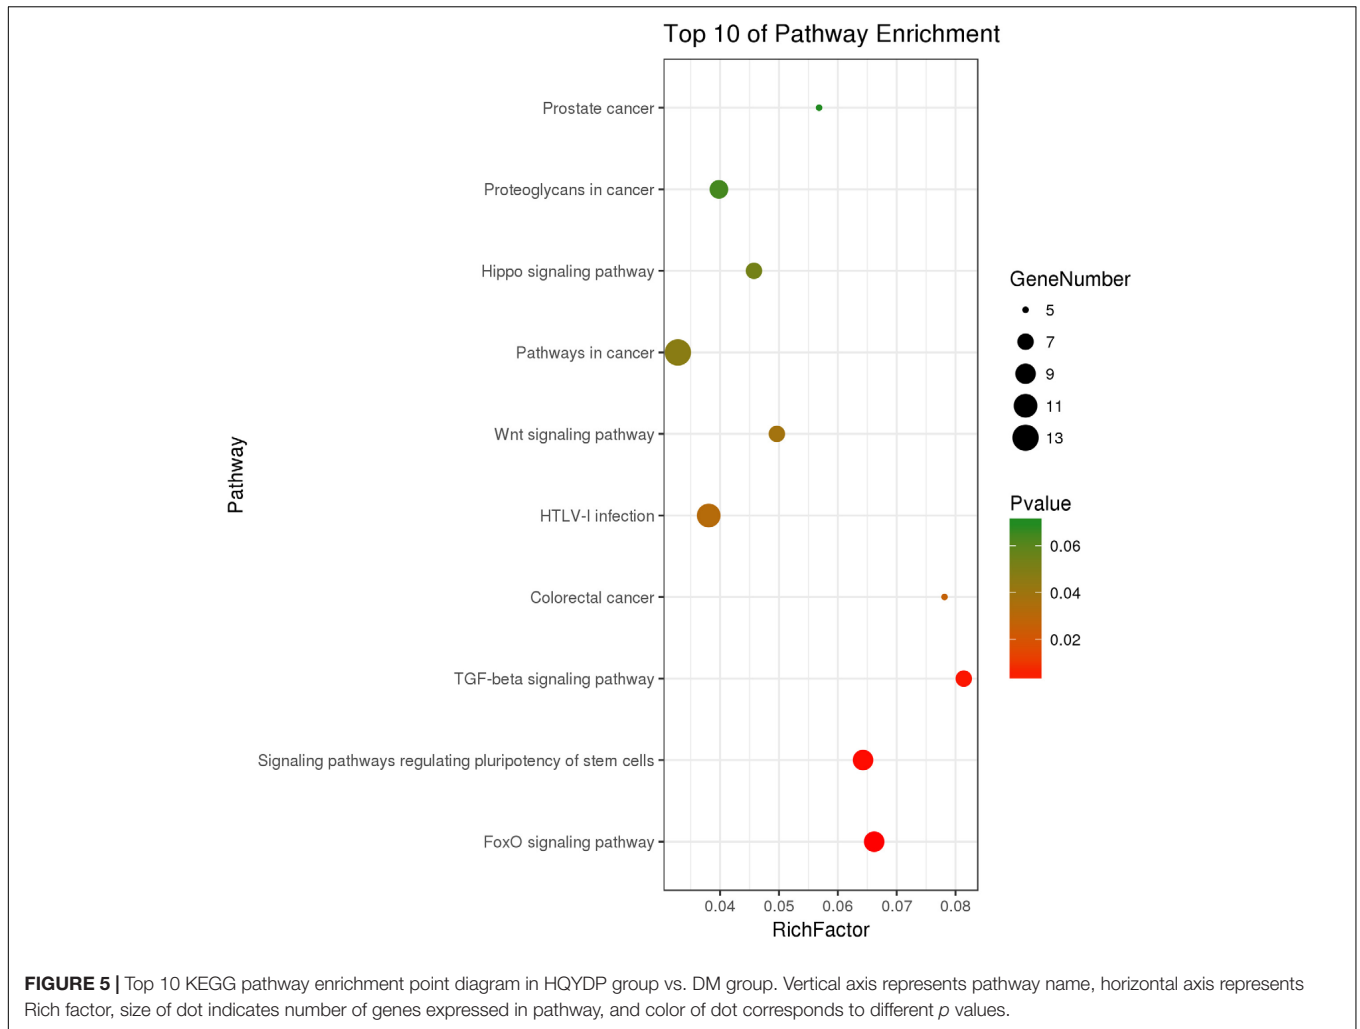 Top 10 of Pathway Enrichment
Pathway
Prostate cancer
Proteoglycans in cancer
Hippo signaling pathway
Pathways in cancer
Wnt signaling pathway
HTLV-I infection
Colorectal cancer
TGF-beta signaling pathway
Signaling pathways regulating pluripotency of stem cells
FoxO signaling pathway
0.04 0.05 0.06 0.07 0.08
RichFactor
GeneNumber
5
7
9
11
13
Pvalue
0.06
0.04
0.02
FIGURE 5 | Top 10 KEGG pathway enrichment point diagram in HQYDP group vs. DM group. Vertical axis represents pathway name, horizontal axis represents
Rich factor, size of dot indicates number of genes expressed in pathway, and color of dot corresponds to different p values.